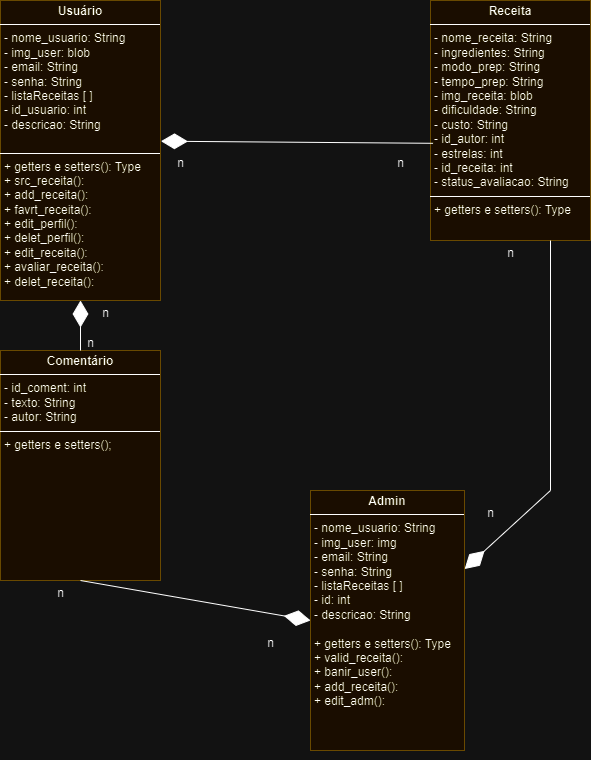 Usuário
- nome_usuario: String
- img_user: blob
- email: String
- senha: String
- listaReceitas [ ]
- id_usuario: int
- descricao: String
+ getters e setters(): Type
+ src_receita():
+ add_receita():
+ favrt_receita():
+ edit_perfil():
+ delet_perfil():
+ edit_receita():
+ avaliar_receita():
+ delet_receita():
n
n
Receita
- nome_receita: String
- ingredientes: String
- modo_prep: String
- tempo_prep: String
- img_receita: blob
- dificuldade: String
- custo: String
- id_autor: int
- estrelas: int
- id_receita: int
- status_avaliacao: String
+ getters e setters(): Type
n
n
n
Comentário
- id_coment: int
- texto: String
- autor: String
+ getters e setters();
n
n
n
Admin
- nome_usuario: String
- img_user: img
- email: String
- senha: String
- listaReceitas [ ]
- id: int
- descricao: String
+ getters e setters(): Type
+ valid_receita():
+ banir_user():
+ add_receita():
+ edit_adm():